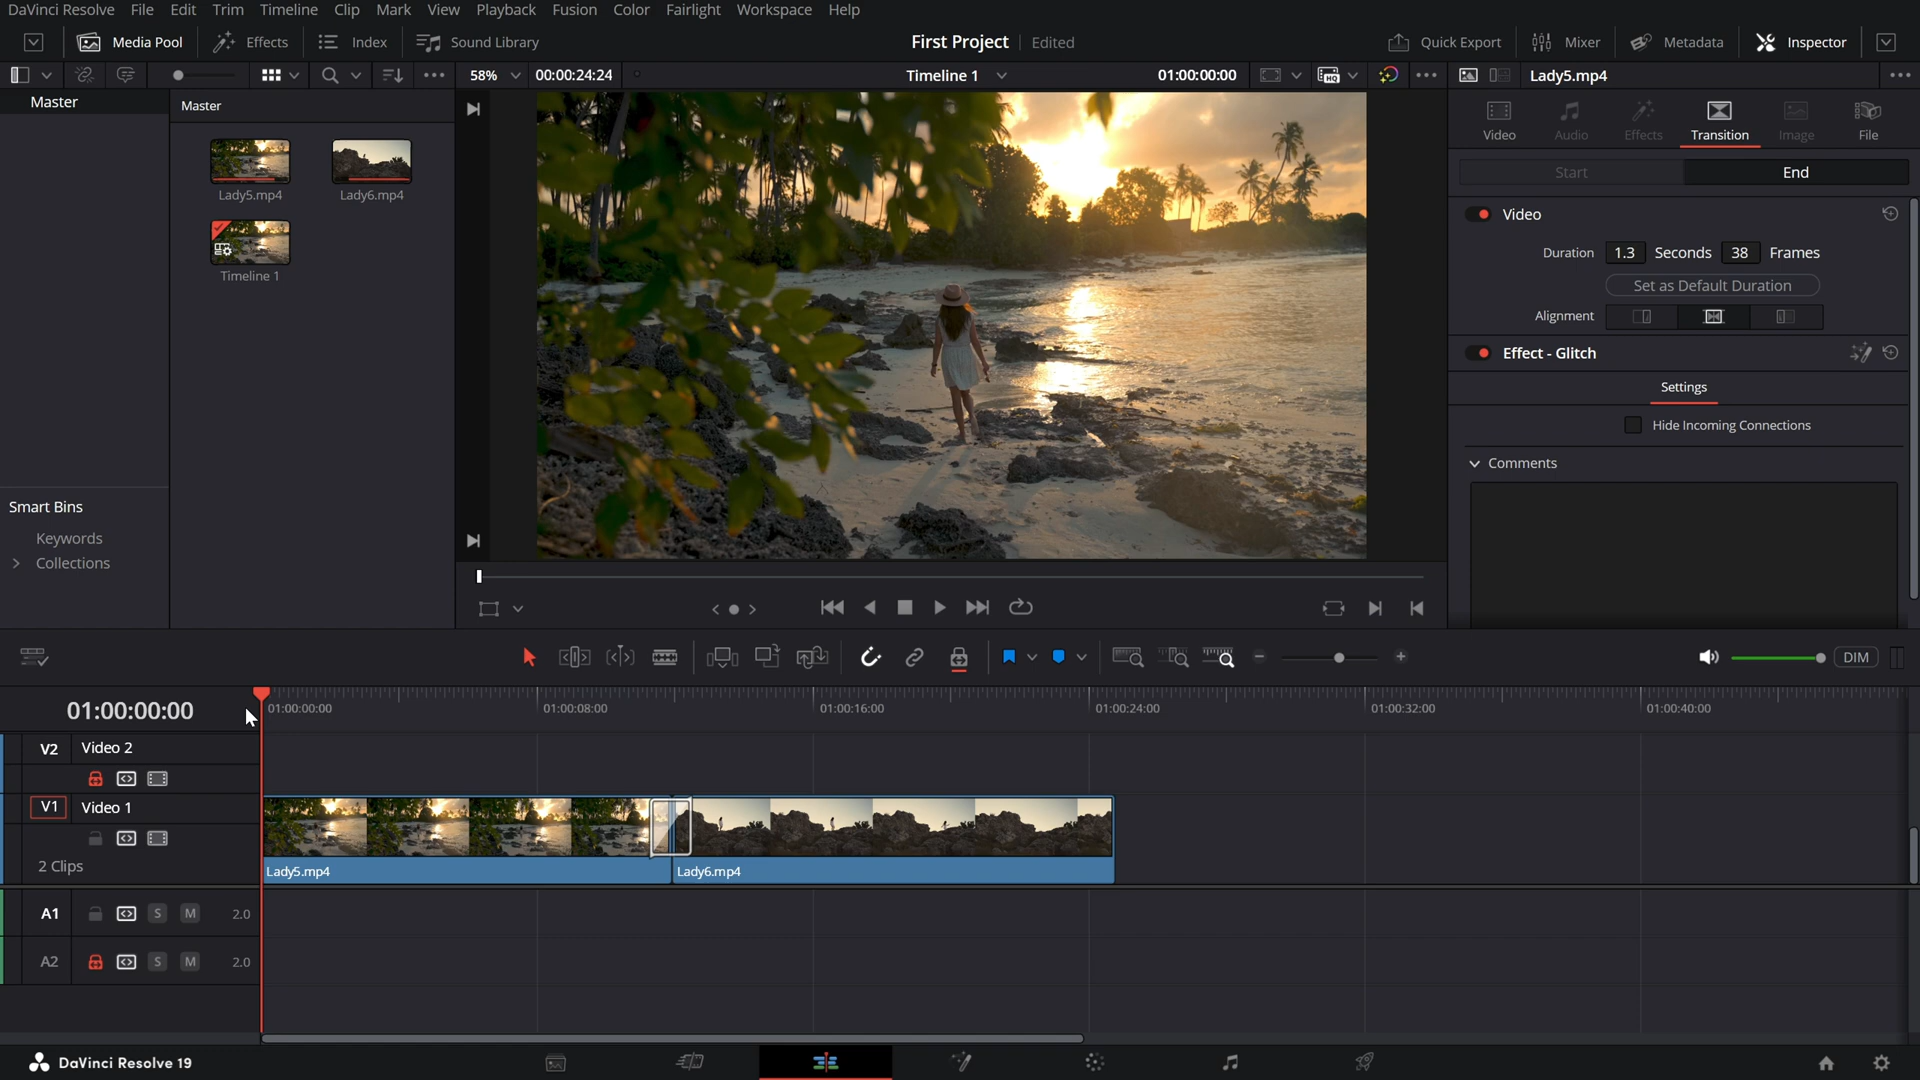 DaVinci Resolve File Edit Trim Timeline Clip Mark View Playback Fusion Color Fairlight Workspace Help
Media Pool Effects Index Sound Library First Project Edited Quick Export Mixer Metadata Inspector
58% 00:00:24:24 Timeline 1 01:00:00:00 HQ Lady5.mp4
Master Master
Lady5.mp4 Lady6.mp4
Timeline 1
Video Audio Effects Transition Image File
Start End
Video
Duration 1.3 Seconds 38 Frames
Set as Default Duration
Alignment
Effect - Glitch
Settings
Hide Incoming Connections
Comments
Smart Bins
Keywords
Collections
DIM
01:00:00:00 01:00:00:00 01:00:08:00 01:00:16:00 01:00:24:00 01:00:32:00 01:00:40:00
V2 Video 2
V1 Video 1
2 Clips
Lady5.mp4 Lady6.mp4
A1 S M 2.0
A2 S M 2.0
DaVinci Resolve 19